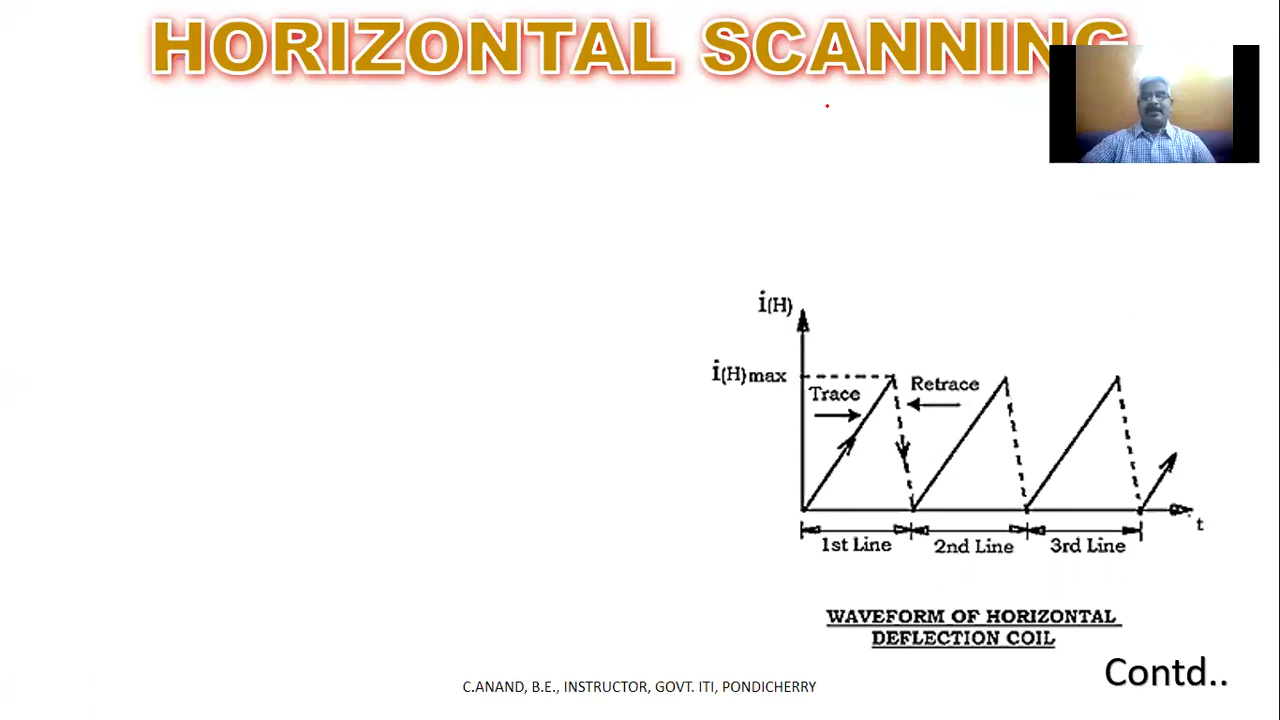 HORIZONTAL SCANNING
i(H)
i(H)max
Trace
Retrace
t
1st Line
2nd Line
3rd Line
WAVEFORM OF HORIZONTAL
DEFLECTION COIL
Contd..
C.ANAND, B.E., INSTRUCTOR, GOVT. ITI, PONDICHERRY